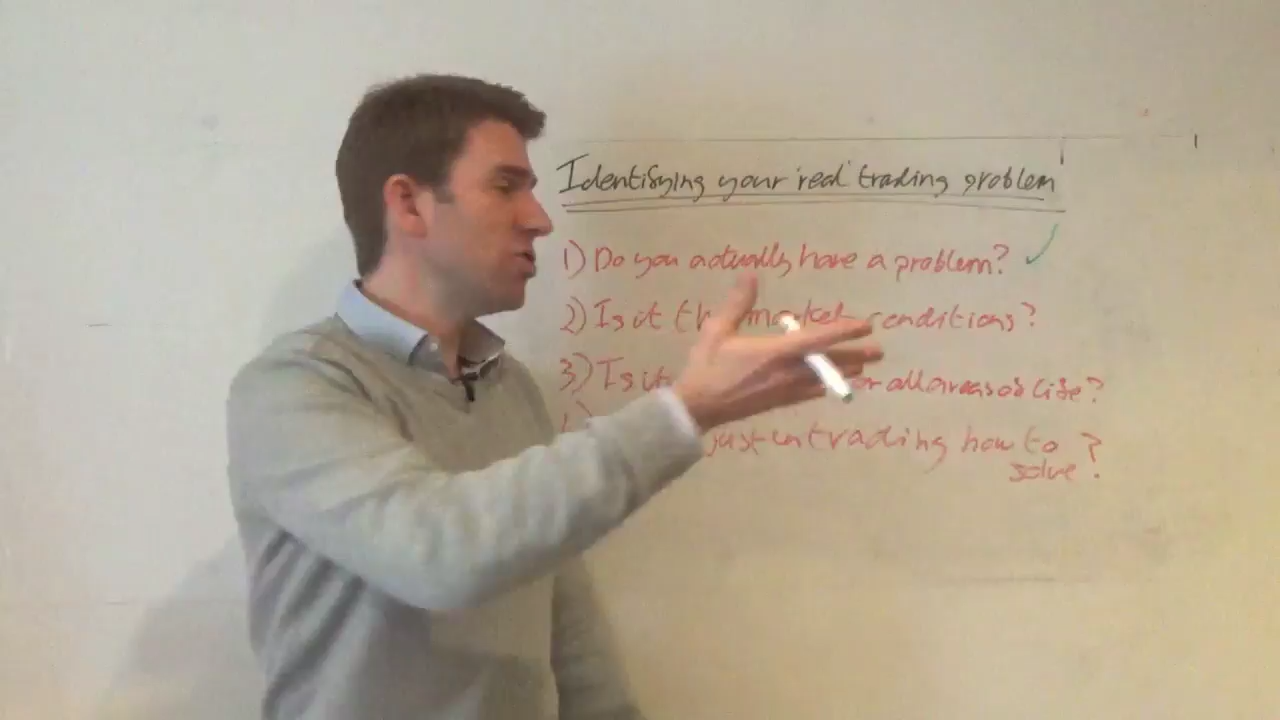 Identifying your 'real' trading problem
1) Do you actually have a problem?
2) Is it market conditions?
3) Is it all areas of life?
just in trading how to
solve?